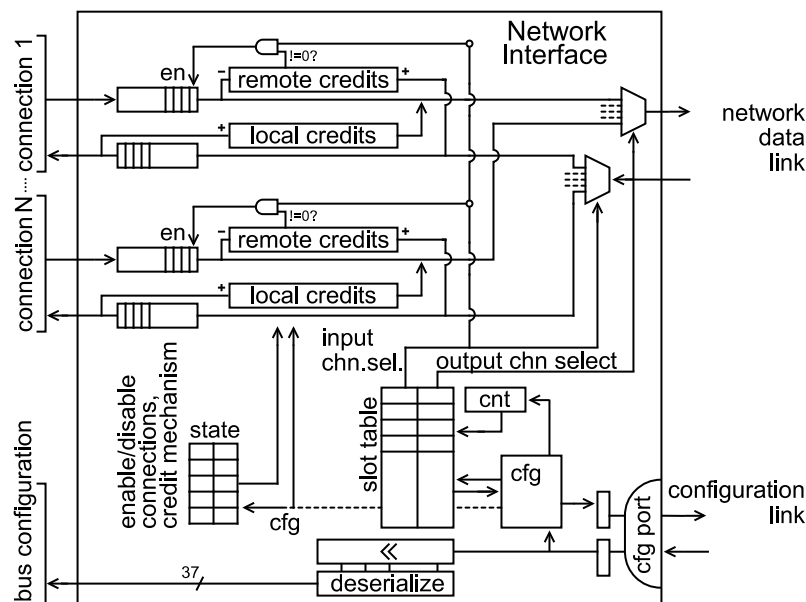 Network
Interface
connection 1
en
!=0?
-
remote credits
+
+
local credits
network
data
link
connection N
en
!=0?
-
remote credits
+
+
local credits
input
chn.sel.
output chn select
enable/disable
connections,
credit mechanism
state
slot table
cnt
cfg
cfg
cfg port
configuration
link
bus configuration
37
<<
deserialize